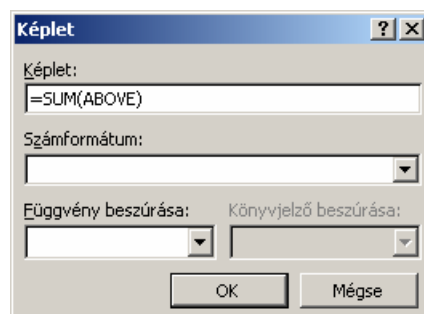 Képlet
Képlet:
=SUM(ABOVE)
Számformátum:
Függvény beszúrása: Könyvjelző beszúrása:
OK Mégse